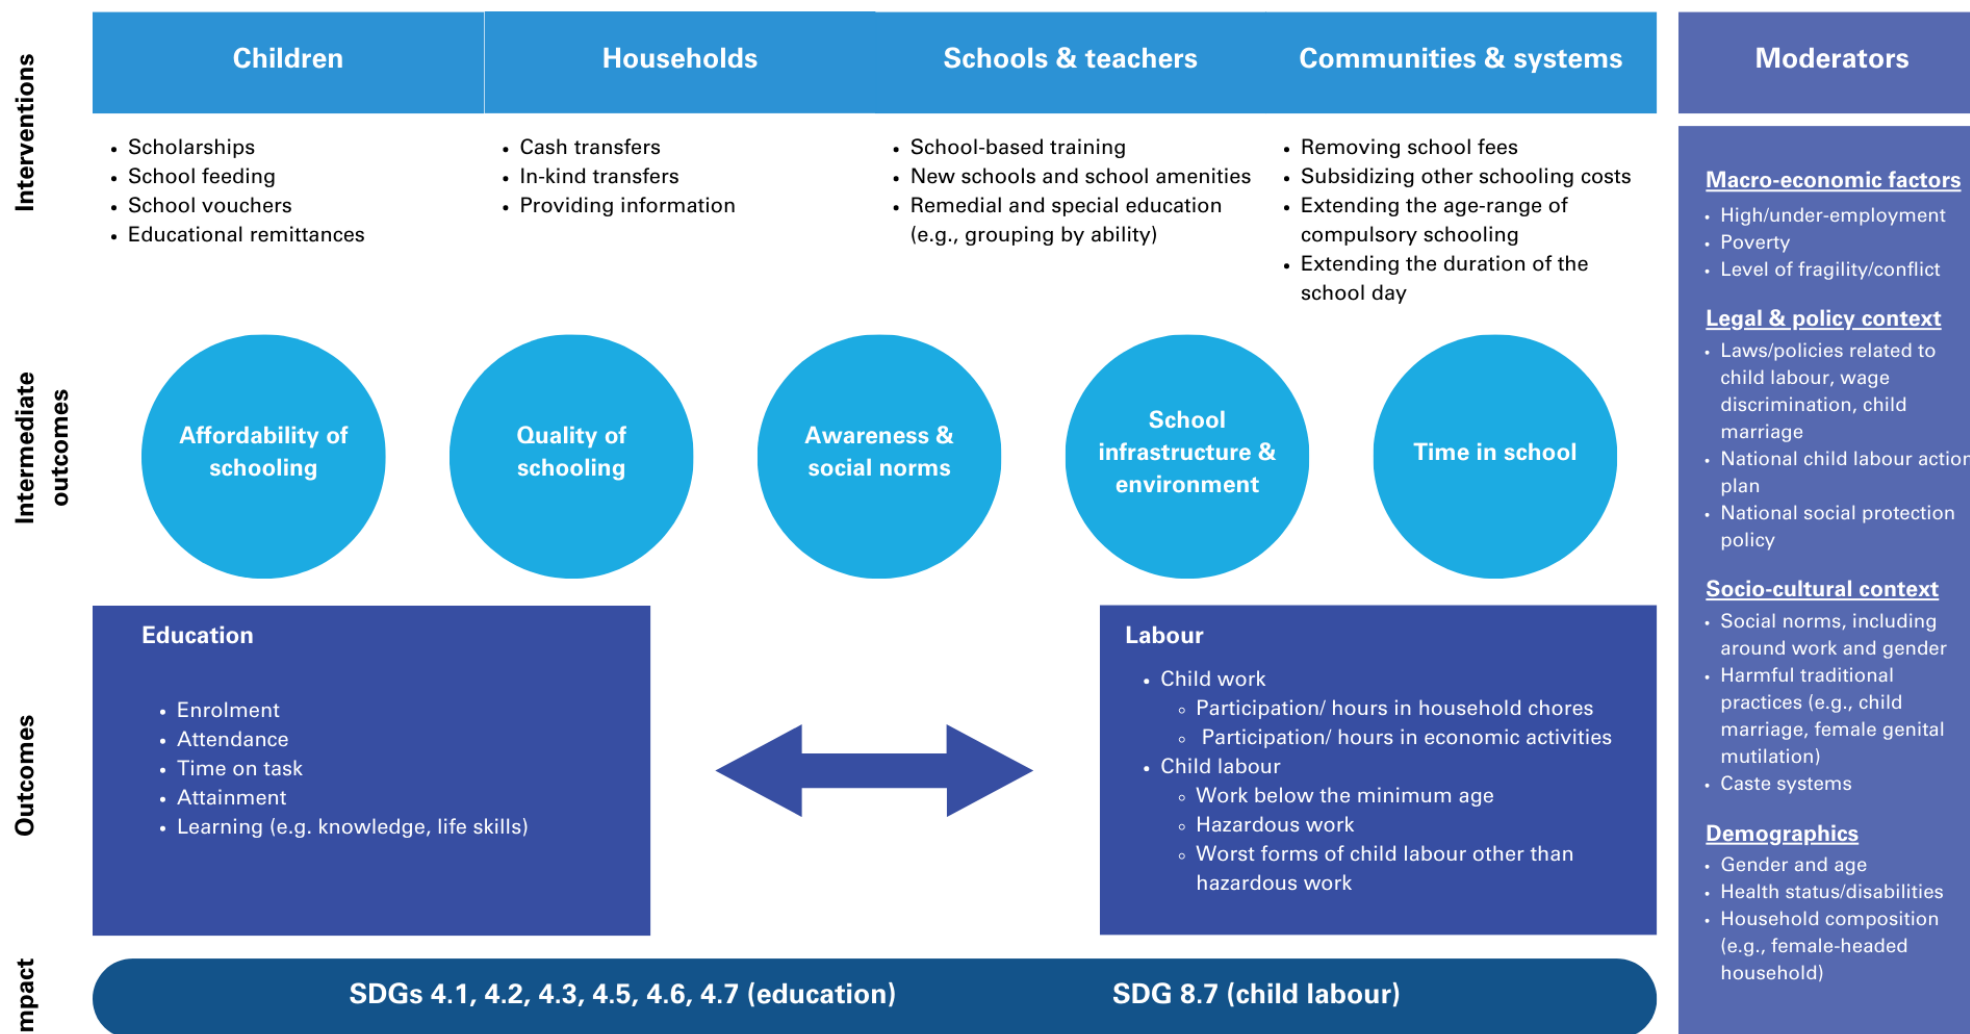 Interventions
Children
Households
Schools & teachers
Communities & systems
• Scholarships
• School feeding
• School vouchers
• Educational remittances
• Cash transfers
• In-kind transfers
• Providing information
• School-based training
• New schools and school amenities
• Remedial and special education
(e.g., grouping by ability)
• Removing school fees
• Subsidizing other schooling costs
• Extending the age-range of
compulsory schooling
• Extending the duration of the
school day
Intermediate
outcomes
Affordability of
schooling
Quality of
schooling
Awareness &
social norms
School
infrastructure &
environment
Time in school
Outcomes
Education
• Enrolment
• Attendance
• Time on task
• Attainment
• Learning (e.g. knowledge, life skills)
Labour
• Child work
◦ Participation/ hours in household chores
◦ Participation/ hours in economic activities
• Child labour
◦ Work below the minimum age
◦ Hazardous work
◦ Worst forms of child labour other than
hazardous work
mpact
SDGs 4.1, 4.2, 4.3, 4.5, 4.6, 4.7 (education)
SDG 8.7 (child labour)
Moderators
Macro-economic factors
• High/under-employment
• Poverty
• Level of fragility/conflict
Legal & policy context
• Laws/policies related to
child labour, wage
discrimination, child
marriage
• National child labour action
plan
• National social protection
policy
Socio-cultural context
• Social norms, including
around work and gender
• Harmful traditional
practices (e.g., child
marriage, female genital
mutilation)
• Caste systems
Demographics
• Gender and age
• Health status/disabilities
• Household composition
(e.g., female-headed
household)